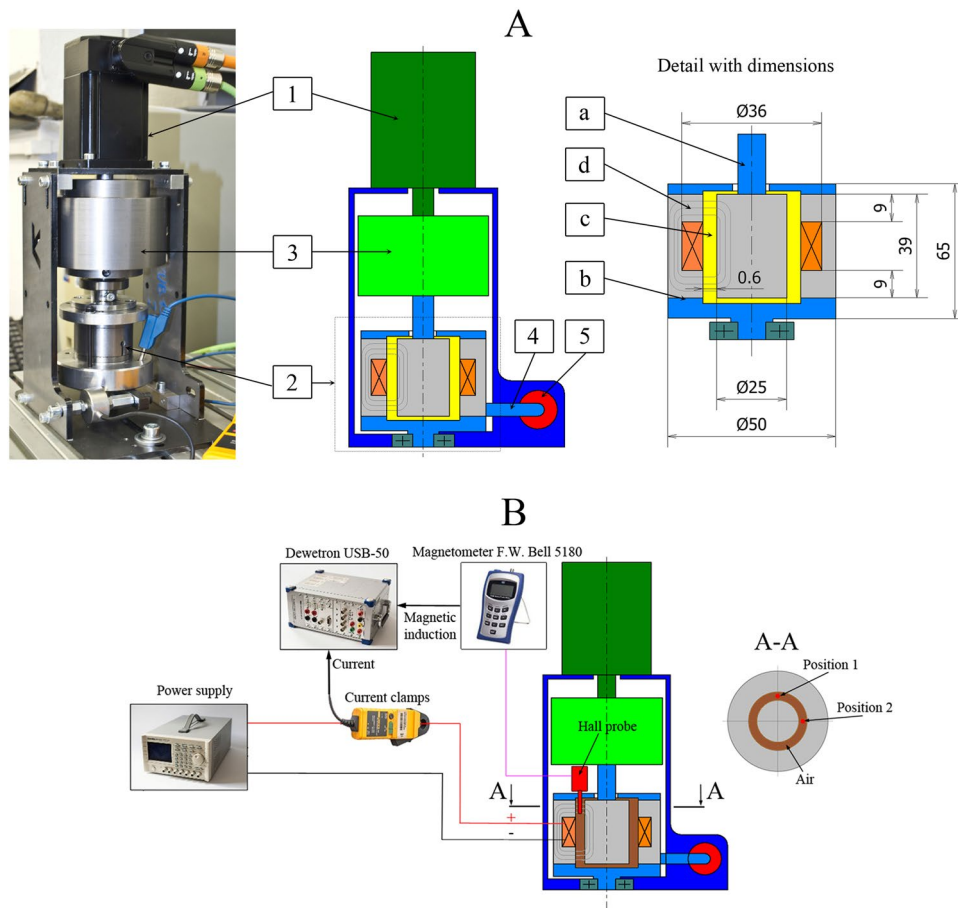 A
Detail with dimensions
1
3
2
4
5
a
d
c
b
Ø36
9
39
65
0.6
9
Ø25
Ø50
B
Dewetron USB-50
Magnetometer F.W. Bell 5180
Magnetic
induction
Current
Power supply
Current clamps
Hall probe
A
A
+
-
A-A
Position 1
Position 2
Air